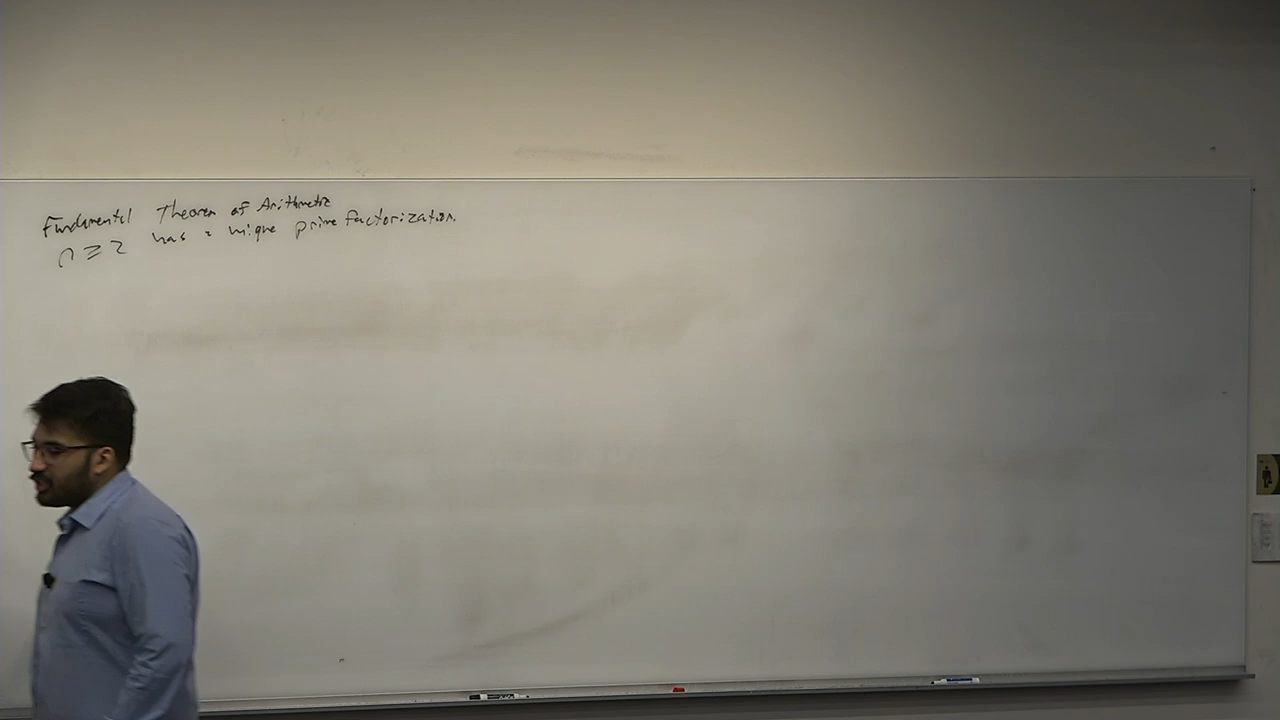 Fundamental Theorem of Arithmetic
n ≥ 2 has a unique prime factorization.